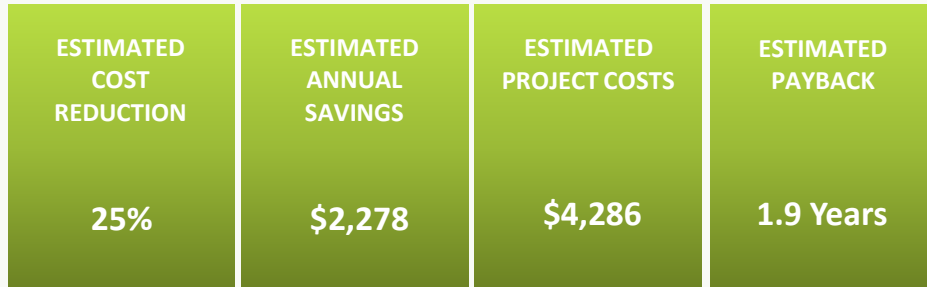 ESTIMATED
COST
REDUCTION
25%
ESTIMATED
ANNUAL
SAVINGS
$2,278
ESTIMATED
PROJECT COSTS
$4,286
ESTIMATED
PAYBACK
1.9 Years